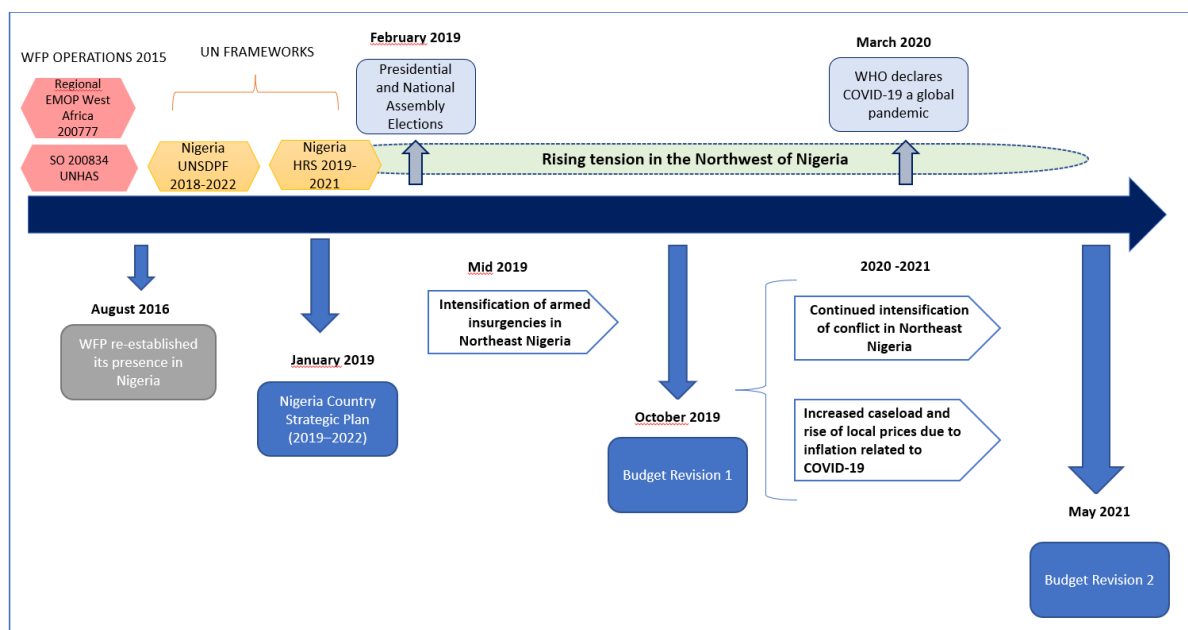 WFP OPERATIONS 2015
Regional
EMOP West
Africa
200777
SO 200834
UNHAS
UN FRAMEWORKS
Nigeria
UNSDPF
2018-2022
Nigeria
HRS 2019-
2021
February 2019
Presidential
and National
Assembly
Elections
March 2020
WHO declares
COVID-19 a global
pandemic
Rising tension in the Northwest of Nigeria
August 2016
WFP re-established
its presence in
Nigeria
January 2019
Nigeria Country
Strategic Plan
(2019–2022)
Mid 2019
Intensification of armed
insurgencies in
Northeast Nigeria
October 2019
Budget Revision 1
2020 -2021
Continued intensification
of conflict in Northeast
Nigeria
Increased caseload and
rise of local prices due to
inflation related to
COVID-19
May 2021
Budget Revision 2